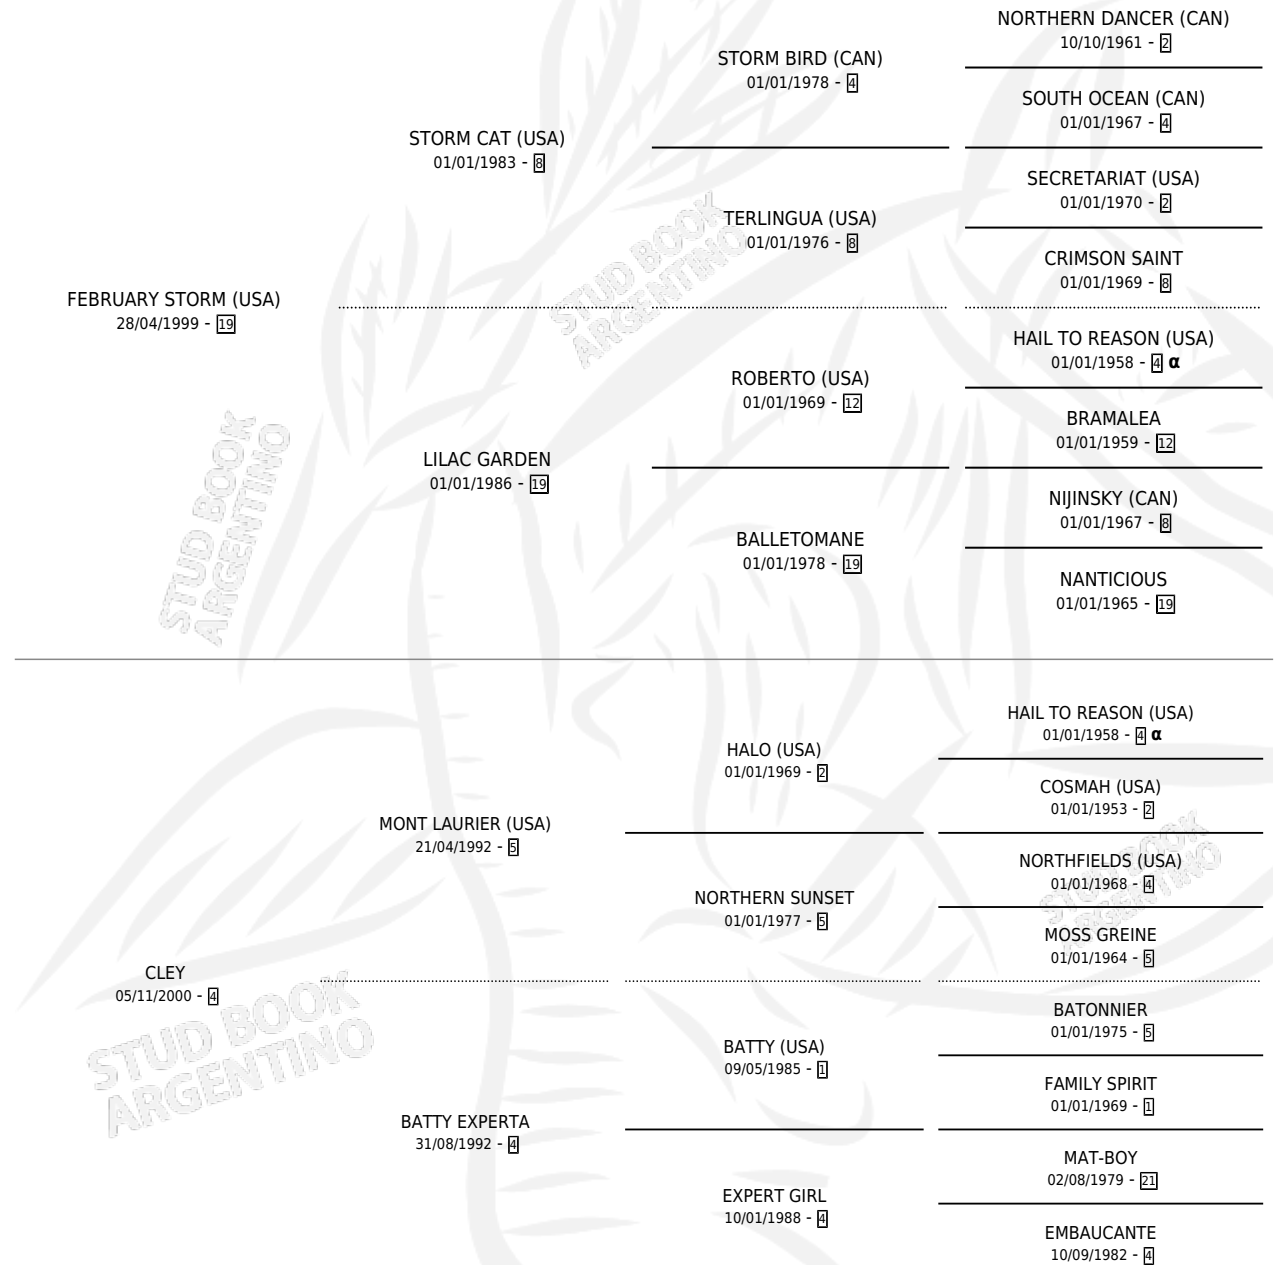 NORTHERN DANCER (CAN)
10/10/1961 - 2
STORM BIRD (CAN)
01/01/1978 - 4
SOUTH OCEAN (CAN)
01/01/1967 - 4
STORM CAT (USA)
01/01/1983 - 8
SECRETARIAT (USA)
01/01/1970 - 2
TERLINGUA (USA)
01/01/1976 - 8
CRIMSON SAINT
01/01/1969 - 8
FEBRUARY STORM (USA)
28/04/1999 - 19
HAIL TO REASON (USA)
01/01/1958 - 4 α
ROBERTO (USA)
01/01/1969 - 12
BRAMALEA
01/01/1959 - 12
LILAC GARDEN
01/01/1986 - 19
NIJINSKY (CAN)
01/01/1967 - 8
BALLETOMANE
01/01/1978 - 19
NANTICIOUS
01/01/1965 - 19
HAIL TO REASON (USA)
01/01/1958 - 4 α
HALO (USA)
01/01/1969 - 2
COSMAH (USA)
01/01/1953 - 2
MONT LAURIER (USA)
21/04/1992 - 5
NORTHFIELDS (USA)
01/01/1968 - 4
NORTHERN SUNSET
01/01/1977 - 5
MOSS GREINE
01/01/1964 - 5
CLEY
05/11/2000 - 4
BATONNIER
01/01/1975 - 5
BATTY (USA)
09/05/1985 - 1
FAMILY SPIRIT
01/01/1969 - 1
BATTY EXPERTA
31/08/1992 - 4
MAT-BOY
02/08/1979 - 21
EXPERT GIRL
10/01/1988 - 4
EMBAUCANTE
10/09/1982 - 4
STUD BOOK
ARGENTINO
STUD BOOK
ARGENTINO
STUD BOOK
ARGENTINO
STUD BOOK
ARGENTINO